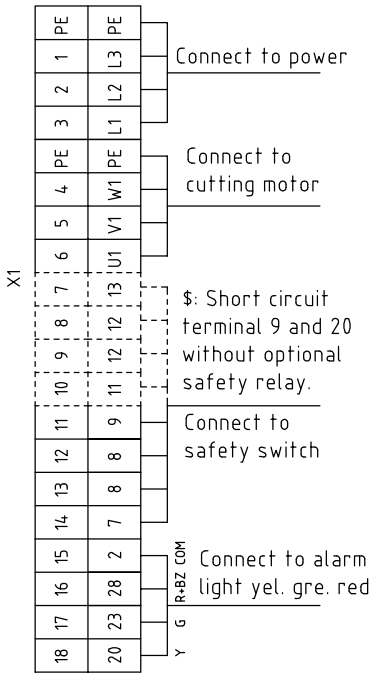 X1
PE PE
1 L3
2 L2
3 L1
Connect to power
PE PE
4 W1
5 V1
6 U1
Connect to
cutting motor
7 13
8 12
9 12
10 11
$: Short circuit
terminal 9 and 20
without optional
safety relay.
11 9
12 8
13 8
14 7
Connect to
safety switch
15 2 COM
16 28 R+BZ
17 23 G
18 20 Y
Connect to alarm
light yel. gre. red